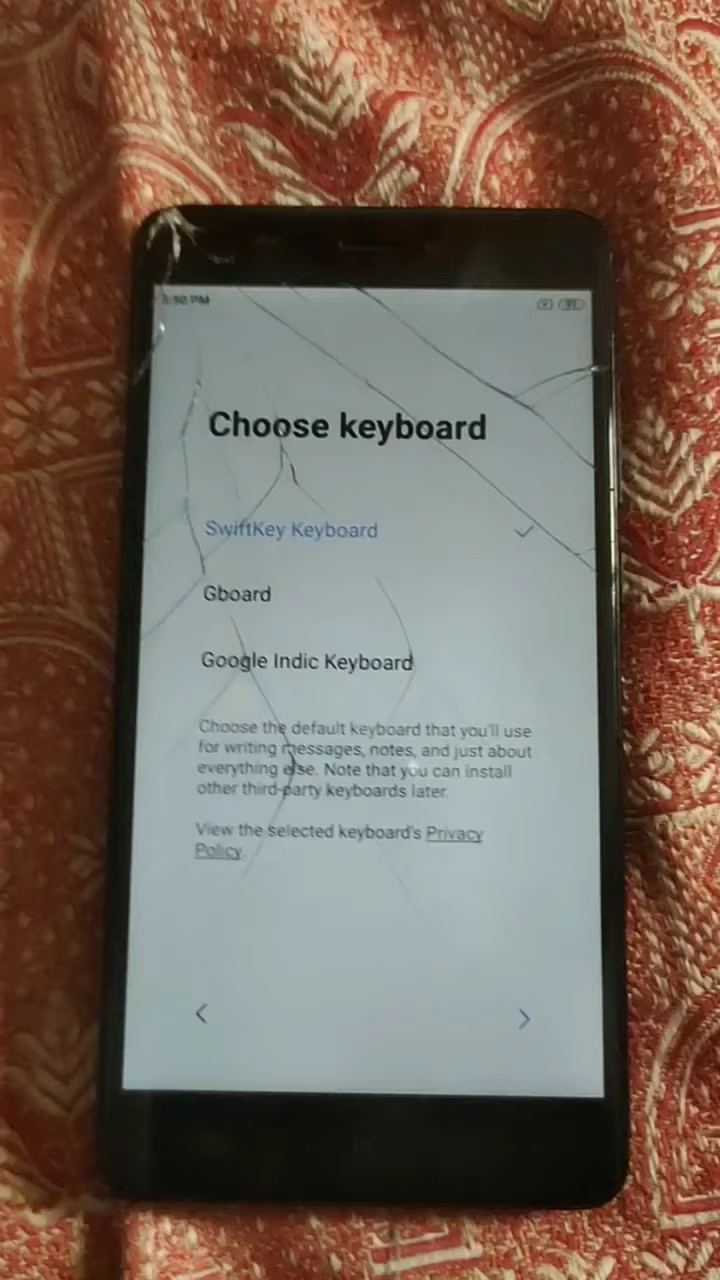 :50 PM
Choose keyboard
SwiftKey Keyboard
Gboard
Google Indic Keyboard
Choose the default keyboard that you'll use
for writing messages, notes, and just about
everything else. Note that you can install
other third-party keyboards later.
View the selected keyboard's Privacy
Policy.